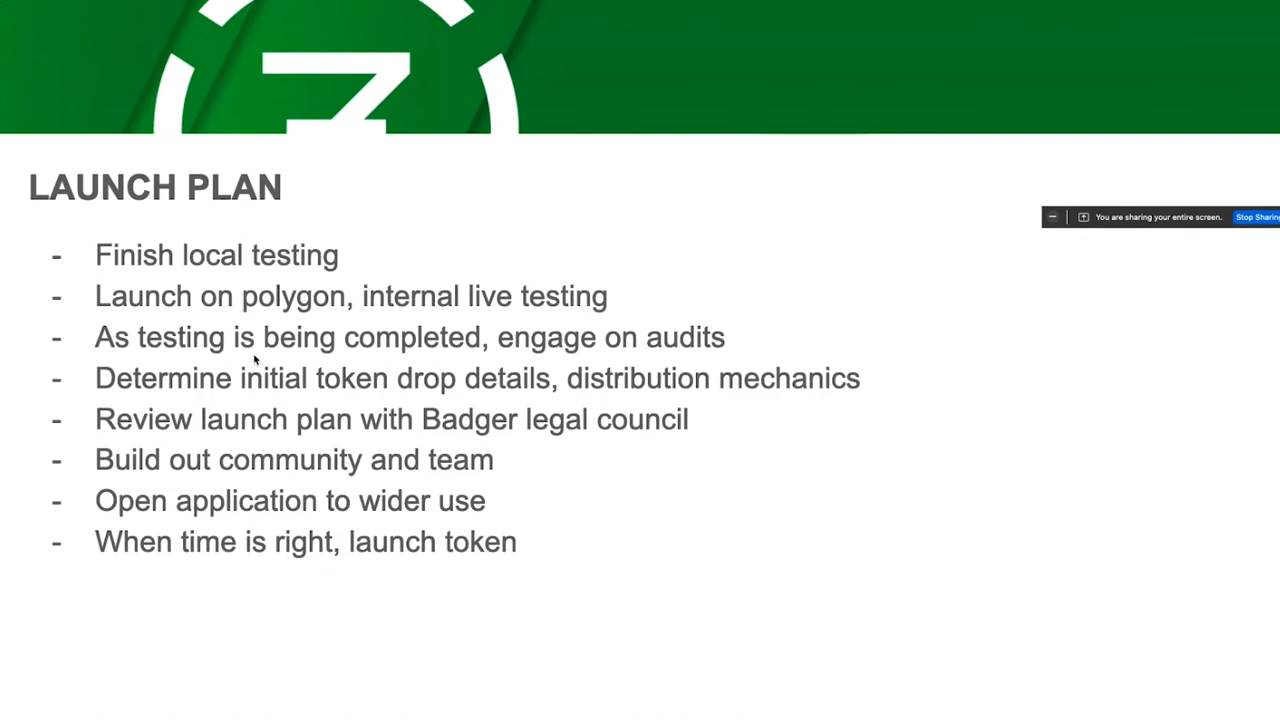 LAUNCH PLAN
You are sharing your entire screen. Stop Sharing
- Finish local testing
- Launch on polygon, internal live testing
- As testing is being completed, engage on audits
- Determine initial token drop details, distribution mechanics
- Review launch plan with Badger legal council
- Build out community and team
- Open application to wider use
- When time is right, launch token